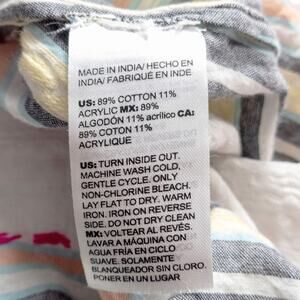 MADE IN INDIA/ HECHO EN
INDIA/ FABRIQUÉ EN INDE
US: 89% COTTON 11%
ACRYLIC MX: 89%
ALGODÓN 11% acrílico CA:
89% COTON 11%
ACRYLIQUE
US: TURN INSIDE OUT.
MACHINE WASH COLD,
GENTLE CYCLE. ONLY
NON-CHLORINE BLEACH.
LAY FLAT TO DRY. WARM
IRON. IRON ON REVERSE
SIDE. DO NOT DRY CLEAN
MX: VOLTEAR AL REVÉS.
LAVAR A MÁQUINA CON
AGUA FRÍA EN CICLO
SUAVE. SOLAMENTE
BLANQUEADOR SIN CLORO.
PONER EN UN LUGAR